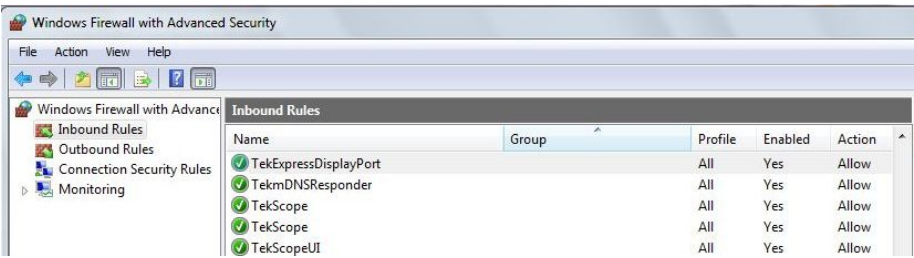 Windows Firewall with Advanced Security
File Action View Help
Windows Firewall with Advance
Inbound Rules
Outbound Rules
Connection Security Rules
Monitoring
Inbound Rules
Name Group Profile Enabled Action
TekExpressDisplayPort All Yes Allow
TekmDNSResponder All Yes Allow
TekScope All Yes Allow
TekScope All Yes Allow
TekScopeUI All Yes Allow